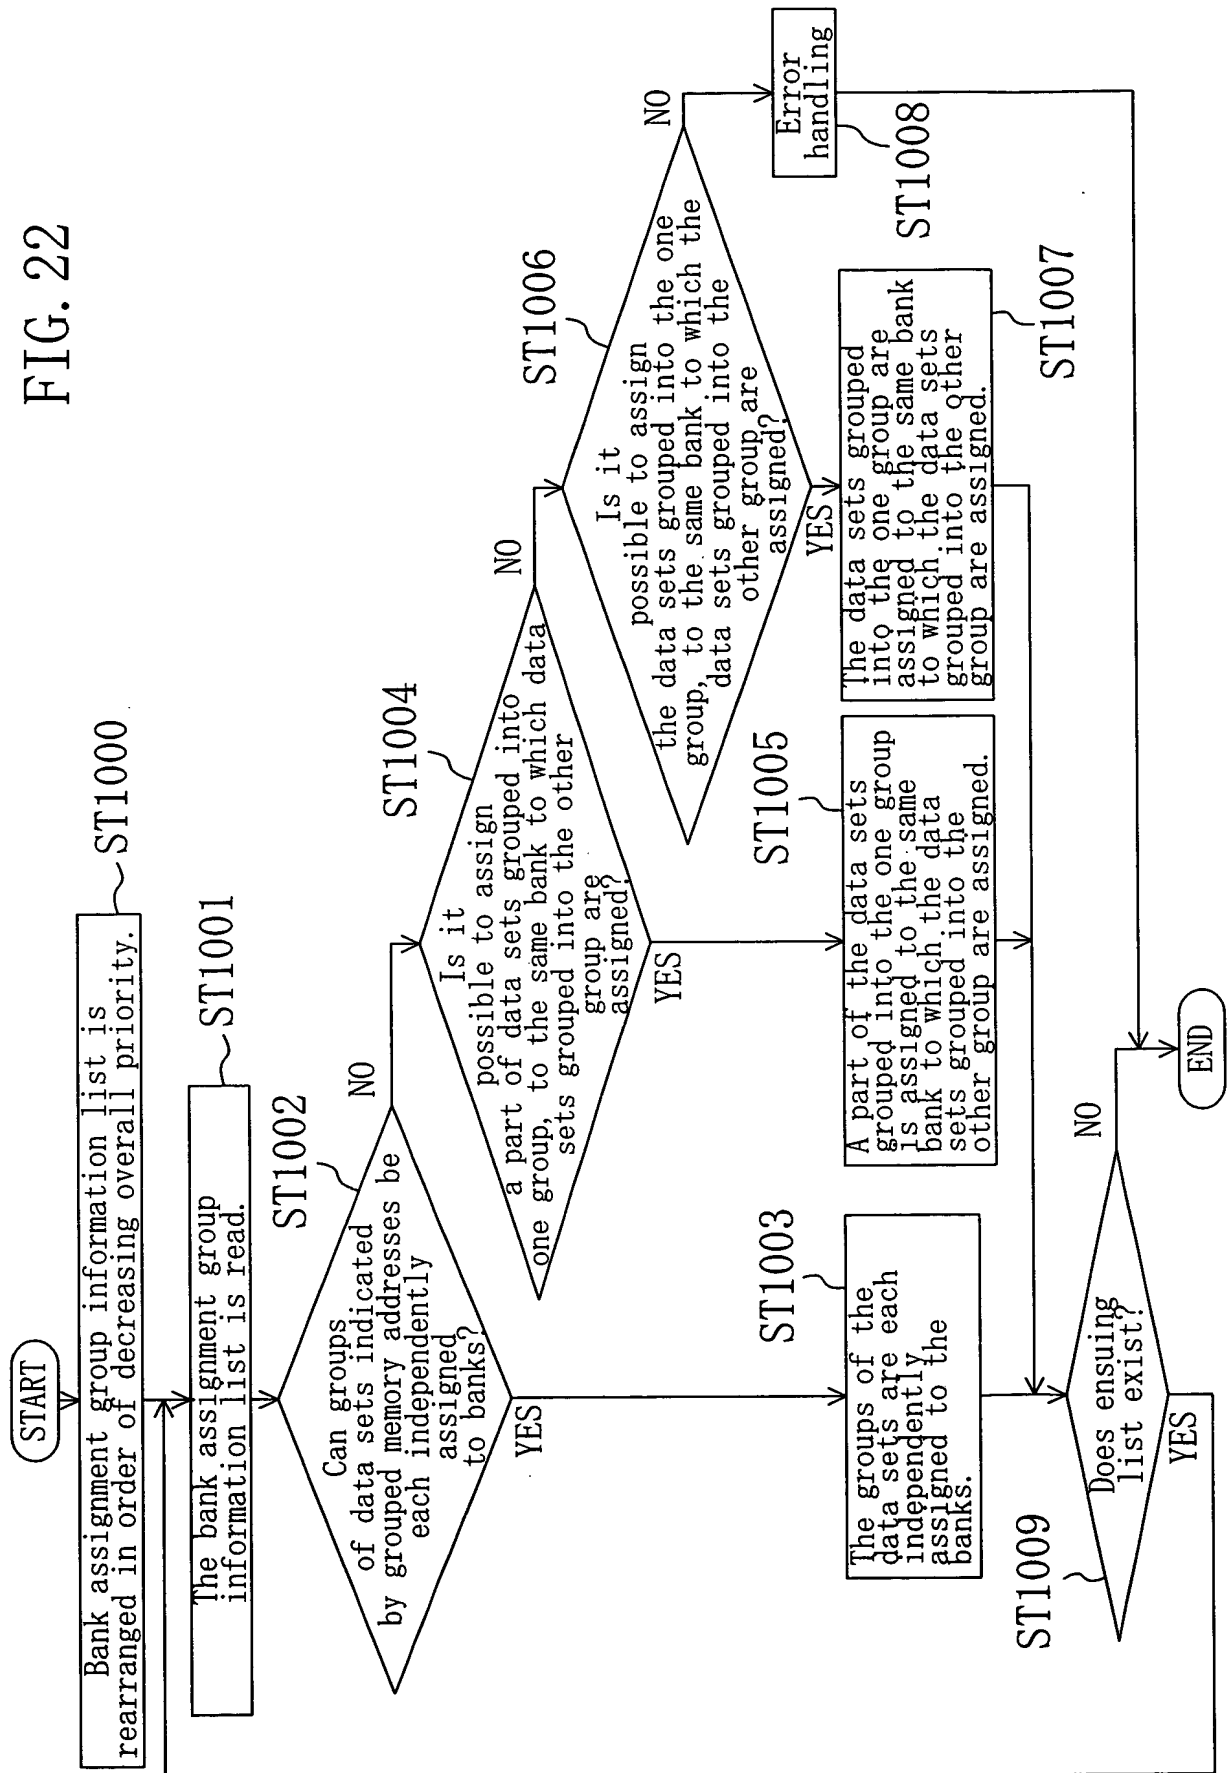 FIG. 22
START
Bank assignment group information list is
rearranged in order of decreasing overall priority.
ST1000
The bank assignment group
information list is read.
ST1001
Can groups
of data sets indicated
by grouped memory addresses be
each independently
assigned
to banks?
ST1002
NO
YES
The groups of the
data sets are each
independently
assigned to the
banks.
ST1003
Is it
possible to assign
a part of data sets grouped into
one group, to the same bank to which data
sets grouped into the other
group are
assigned?
ST1004
NO
YES
A part of the data sets
grouped into the one group
is assigned to the same
bank to which the data
sets grouped into the
other group are assigned.
ST1005
Is it
possible to assign
the data sets grouped into the one
group, to the same bank to which the
data sets grouped into the
other group are
assigned?
ST1006
NO
YES
The data sets grouped
into the one group are
assigned to the same bank
to which the data sets
grouped into the other
group are assigned.
ST1007
Error
handling
ST1008
Does ensuing
list exist?
ST1009
NO
YES
END